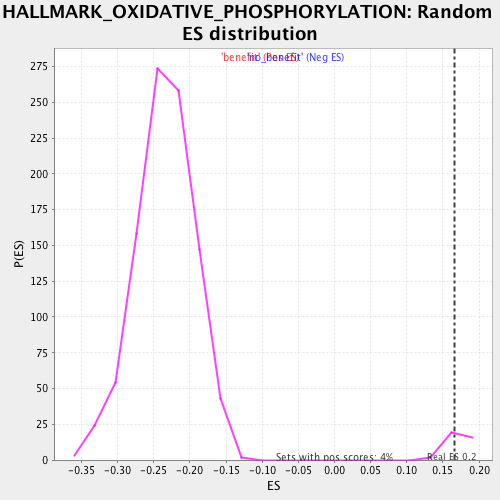 HALLMARK_OXIDATIVE_PHOSPHORYLATION: Random
ES distribution
'benefit' (Pos ES)
'no_benefit' (Neg ES)
P(ES)
275
250
225
200
175
150
125
100
75
50
25
0
Sets with pos scores: 4%
Real ES 0.2
-0.35 -0.30 -0.25 -0.20 -0.15 -0.10 -0.05 0.00 0.05 0.10 0.15 0.20
ES